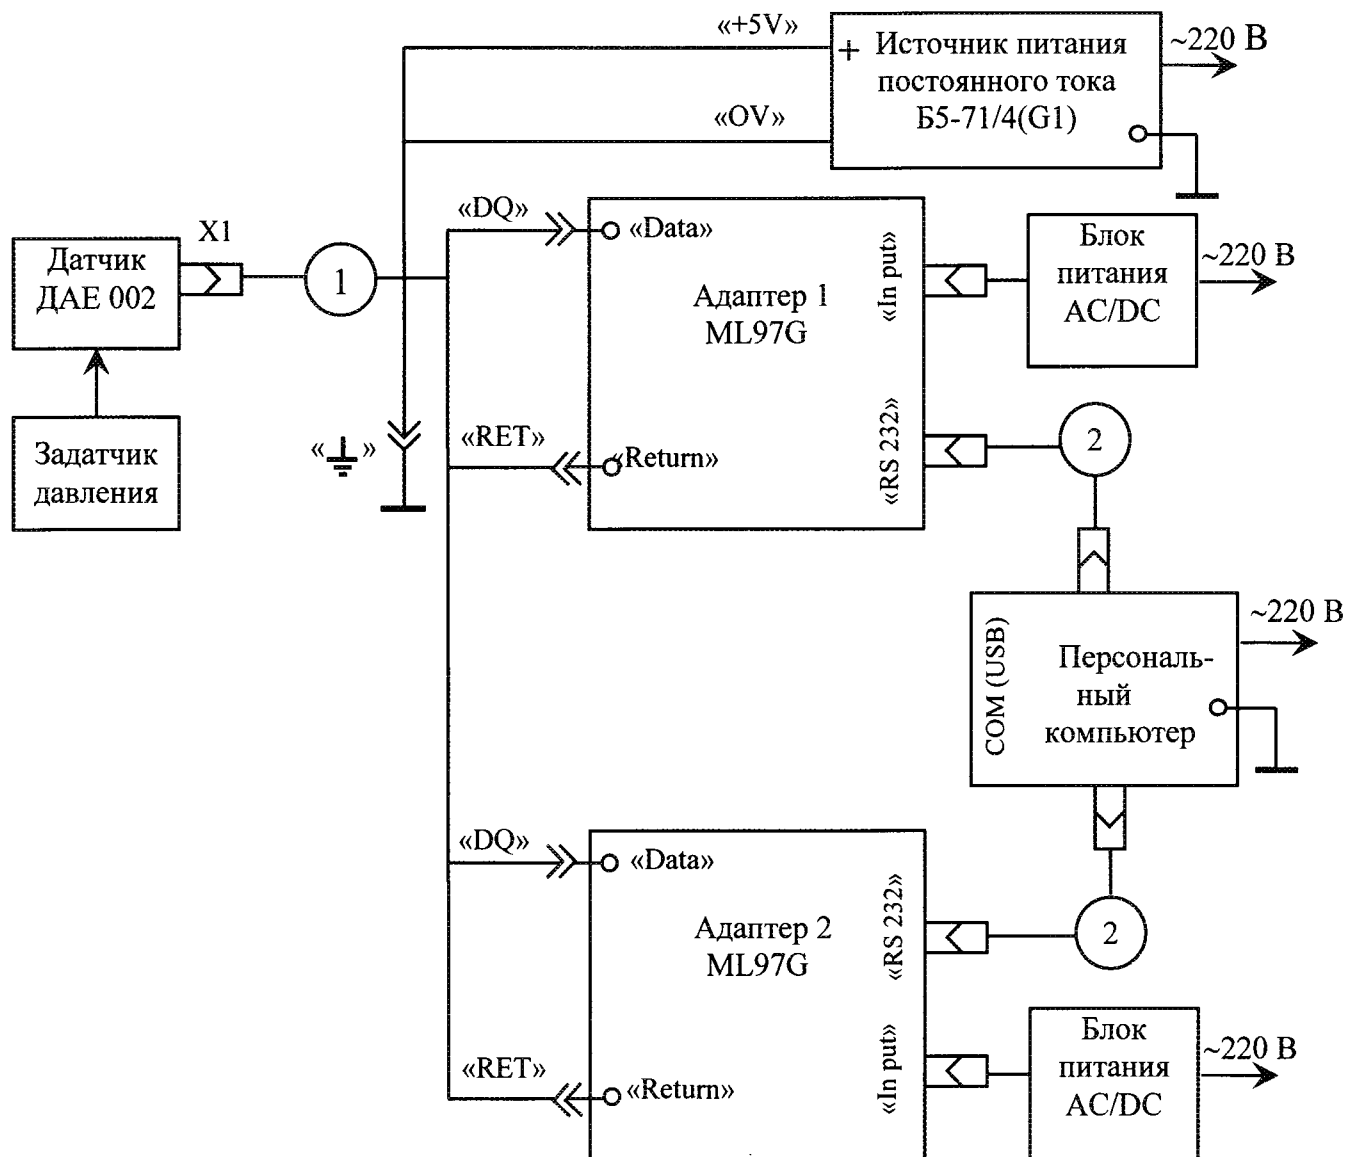 «+5V»
+ Источник питания
постоянного тока
Б5-71/4(G1)
~220 В
«OV»
X1
Датчик
ДАЕ 002
1
«DQ»
«Data»
Адаптер 1
ML97G
«In put»
Блок
питания
AC/DC
~220 В
Задатчик
давления
« »
«RET»
«Return»
«RS 232»
2
COM (USB)
Персональ-
ный
компьютер
~220 В
«DQ»
«Data»
Адаптер 2
ML97G
«RS 232»
2
«RET»
«Return»
«In put»
Блок
питания
AC/DC
~220 В